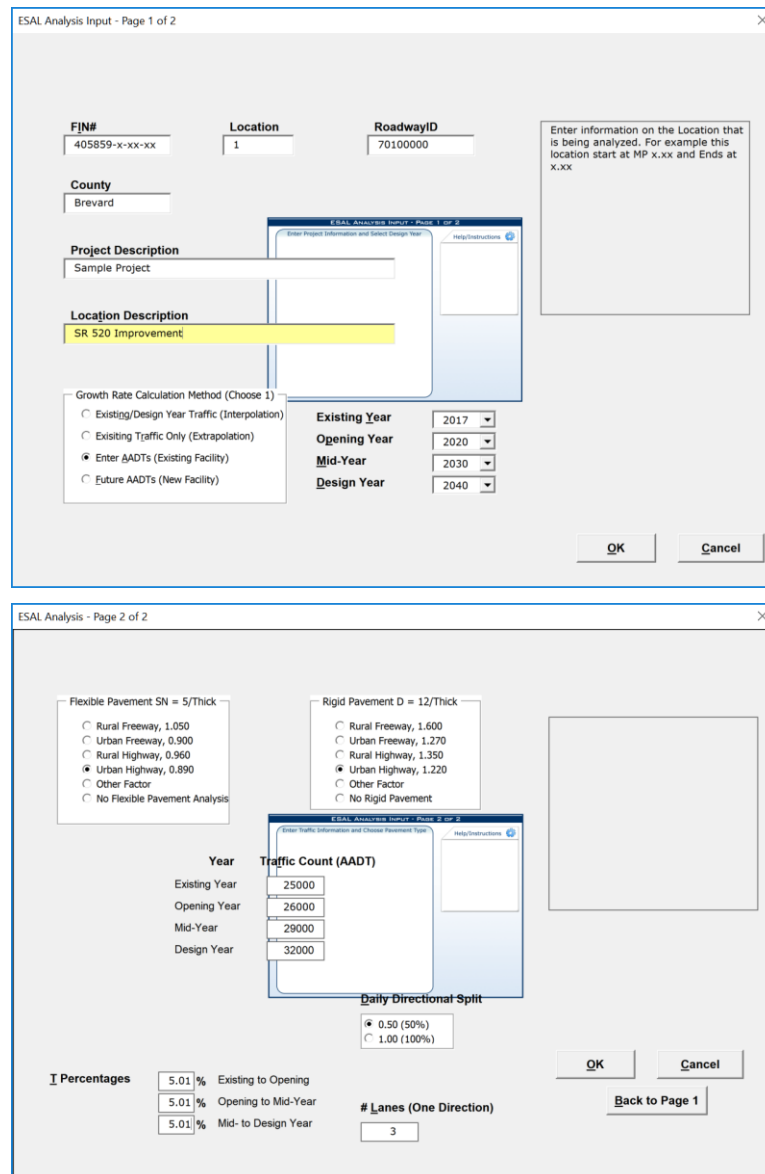 ESAL Analysis Input - Page 1 of 2
FIN# Location RoadwayID
405859-x-xx-xx 1 70100000
Enter information on the Location that
is being analyzed. For example this
location start at MP x.xx and Ends at
x.xx
County
Brevard
ESAL Analysis Input - Page 1 of 2
Enter Project Information and Select Design Year
Help/Instructions
Project Description
Sample Project
Location Description
SR 520 Improvement
Growth Rate Calculation Method (Choose 1)
Existing/Design Year Traffic (Interpolation)
Exisiting Traffic Only (Extrapolation)
Enter AADTs (Existing Facility)
Future AADTs (New Facility)
Existing Year 2017
Opening Year 2020
Mid-Year 2030
Design Year 2040
OK Cancel
ESAL Analysis - Page 2 of 2
Flexible Pavement SN = 5/Thick
Rural Freeway, 1.050
Urban Freeway, 0.900
Rural Highway, 0.960
Urban Highway, 0.890
Other Factor
No Flexible Pavement Analysis
Rigid Pavement D = 12/Thick
Rural Freeway, 1.600
Urban Freeway, 1.270
Rural Highway, 1.350
Urban Highway, 1.220
Other Factor
No Rigid Pavement
ESAL Analysis Input - Page 2 of 2
Enter Traffic Information and Choose Pavement Type
Help/Instructions
Year Traffic Count (AADT)
Existing Year 25000
Opening Year 26000
Mid-Year 29000
Design Year 32000
Daily Directional Split
0.50 (50%)
1.00 (100%)
OK Cancel
Back to Page 1
T Percentages
5.01 % Existing to Opening
5.01 % Opening to Mid-Year
5.01 % Mid- to Design Year
# Lanes (One Direction)
3